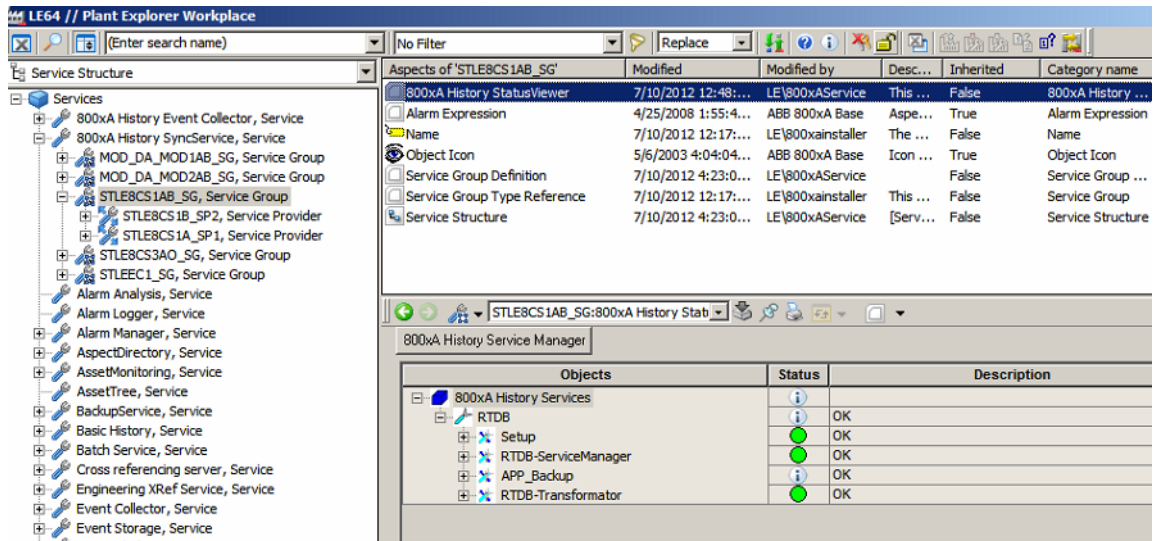 LE64 // Plant Explorer Workplace
(Enter search name)
No Filter
Replace
Service Structure
Services
800xA History Event Collector, Service
800xA History SyncService, Service
MOD_DA_MOD1AB_SG, Service Group
MOD_DA_MOD2AB_SG, Service Group
STLE8CS1AB_SG, Service Group
STLE8CS1B_SP2, Service Provider
STLE8CS1A_SP1, Service Provider
STLE8CS3AO_SG, Service Group
STLEEC1_SG, Service Group
Alarm Analysis, Service
Alarm Logger, Service
Alarm Manager, Service
AspectDirectory, Service
AssetMonitoring, Service
AssetTree, Service
BackupService, Service
Basic History, Service
Batch Service, Service
Cross referencing server, Service
Engineering XRef Service, Service
Event Collector, Service
Event Storage, Service
Aspects of 'STLE8CS1AB_SG' Modified Modified by Desc... Inherited Category name
800xA History StatusViewer 7/10/2012 12:48:... LE\800xAService This ... False 800xA History ...
Alarm Expression 4/25/2008 1:55:4... ABB 800xA Base Aspe... True Alarm Expression
Name 7/10/2012 12:17:... LE\800xainstaller The ... False Name
Object Icon 5/6/2003 4:04:04... ABB 800xA Base Icon ... True Object Icon
Service Group Definition 7/10/2012 4:23:0... LE\800xAService False Service Group ...
Service Group Type Reference 7/10/2012 12:17:... LE\800xainstaller This ... False Service Group
Service Structure 7/10/2012 4:23:0... LE\800xAService [Serv... False Service Structure
STLE8CS1AB_SG:800xA History Stat
800xA History Service Manager
Objects Status Description
800xA History Services
RTDB OK
Setup OK
RTDB-ServiceManager OK
APP_Backup OK
RTDB-Transformator OK